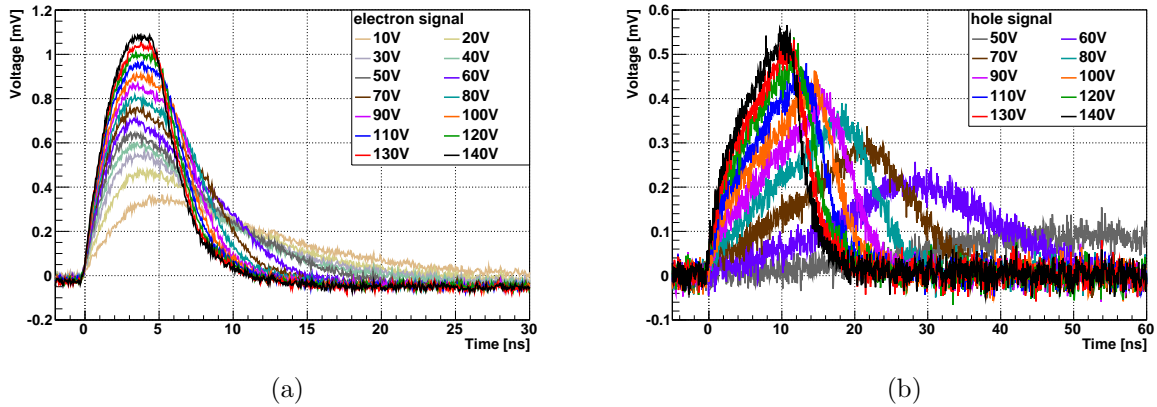 electron signal
10V 20V
30V 40V
50V 60V
70V 80V
90V 100V
110V 120V
130V 140V
Voltage [mV]
1.2
1
0.8
0.6
0.4
0.2
0
-0.2
0 5 10 15 20 25 30
Time [ns]
(a)
hole signal
50V 60V
70V 80V
90V 100V
110V 120V
130V 140V
Voltage [mV]
0.6
0.5
0.4
0.3
0.2
0.1
0
-0.1
0 10 20 30 40 50 60
Time [ns]
(b)